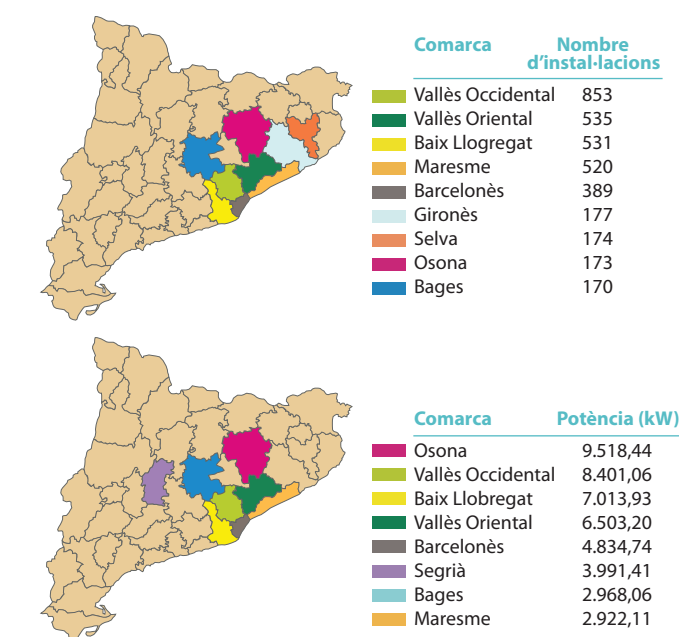 Comarca Nombre d'instal·lacions
Vallès Occidental 853
Vallès Oriental 535
Baix Llogregat 531
Maresme 520
Barcelonès 389
Gironès 177
Selva 174
Osona 173
Bages 170
Comarca Potència (kW)
Osona 9.518,44
Vallès Occidental 8.401,06
Baix Llobregat 7.013,93
Vallès Oriental 6.503,20
Barcelonès 4.834,74
Segrià 3.991,41
Bages 2.968,06
Maresme 2.922,11